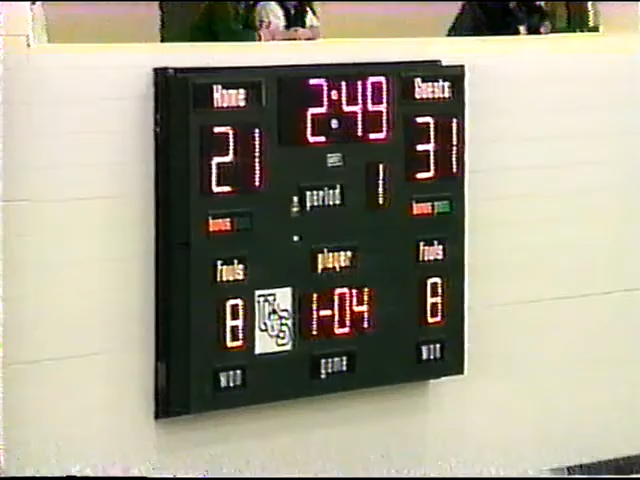 Home 2:49 Guests
21 31
period 1
bonus bonus poss
fouls player fouls
8 1-04 8
won game won